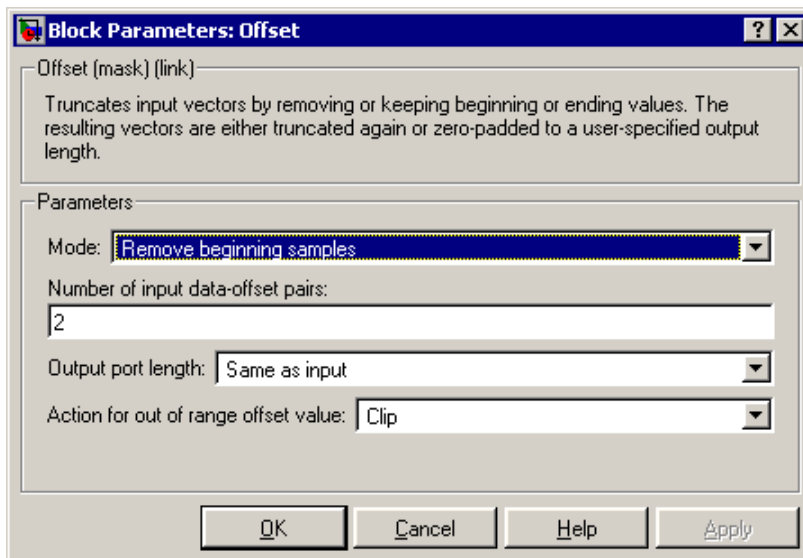 Block Parameters: Offset
Offset (mask) (link)
Truncates input vectors by removing or keeping beginning or ending values. The
resulting vectors are either truncated again or zero-padded to a user-specified output
length.
Parameters
Mode: Remove beginning samples
Number of input data-offset pairs:
2
Output port length: Same as input
Action for out of range offset value: Clip
OK Cancel Help Apply